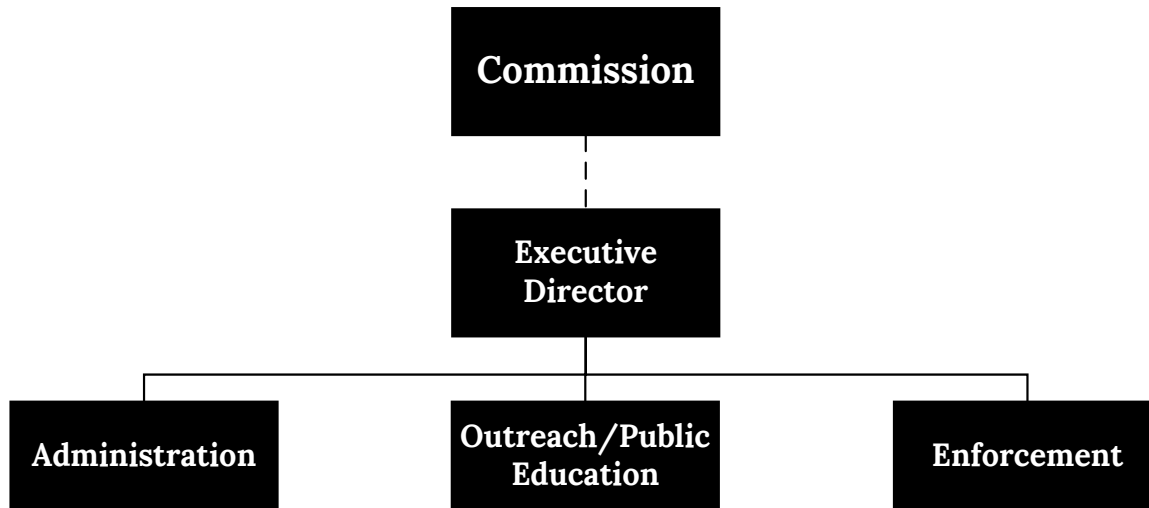 Commission
Executive
Director
Administration
Outreach/Public
Education
Enforcement